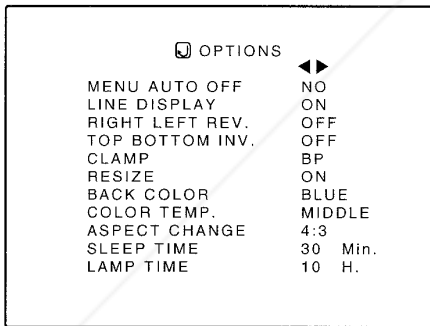 OPTIONS
◀▶
MENU AUTO OFF NO
LINE DISPLAY ON
RIGHT LEFT REV. OFF
TOP BOTTOM INV. OFF
CLAMP BP
RESIZE ON
BACK COLOR BLUE
COLOR TEMP. MIDDLE
ASPECT CHANGE 4:3
SLEEP TIME 30 Min.
LAMP TIME 10 H.